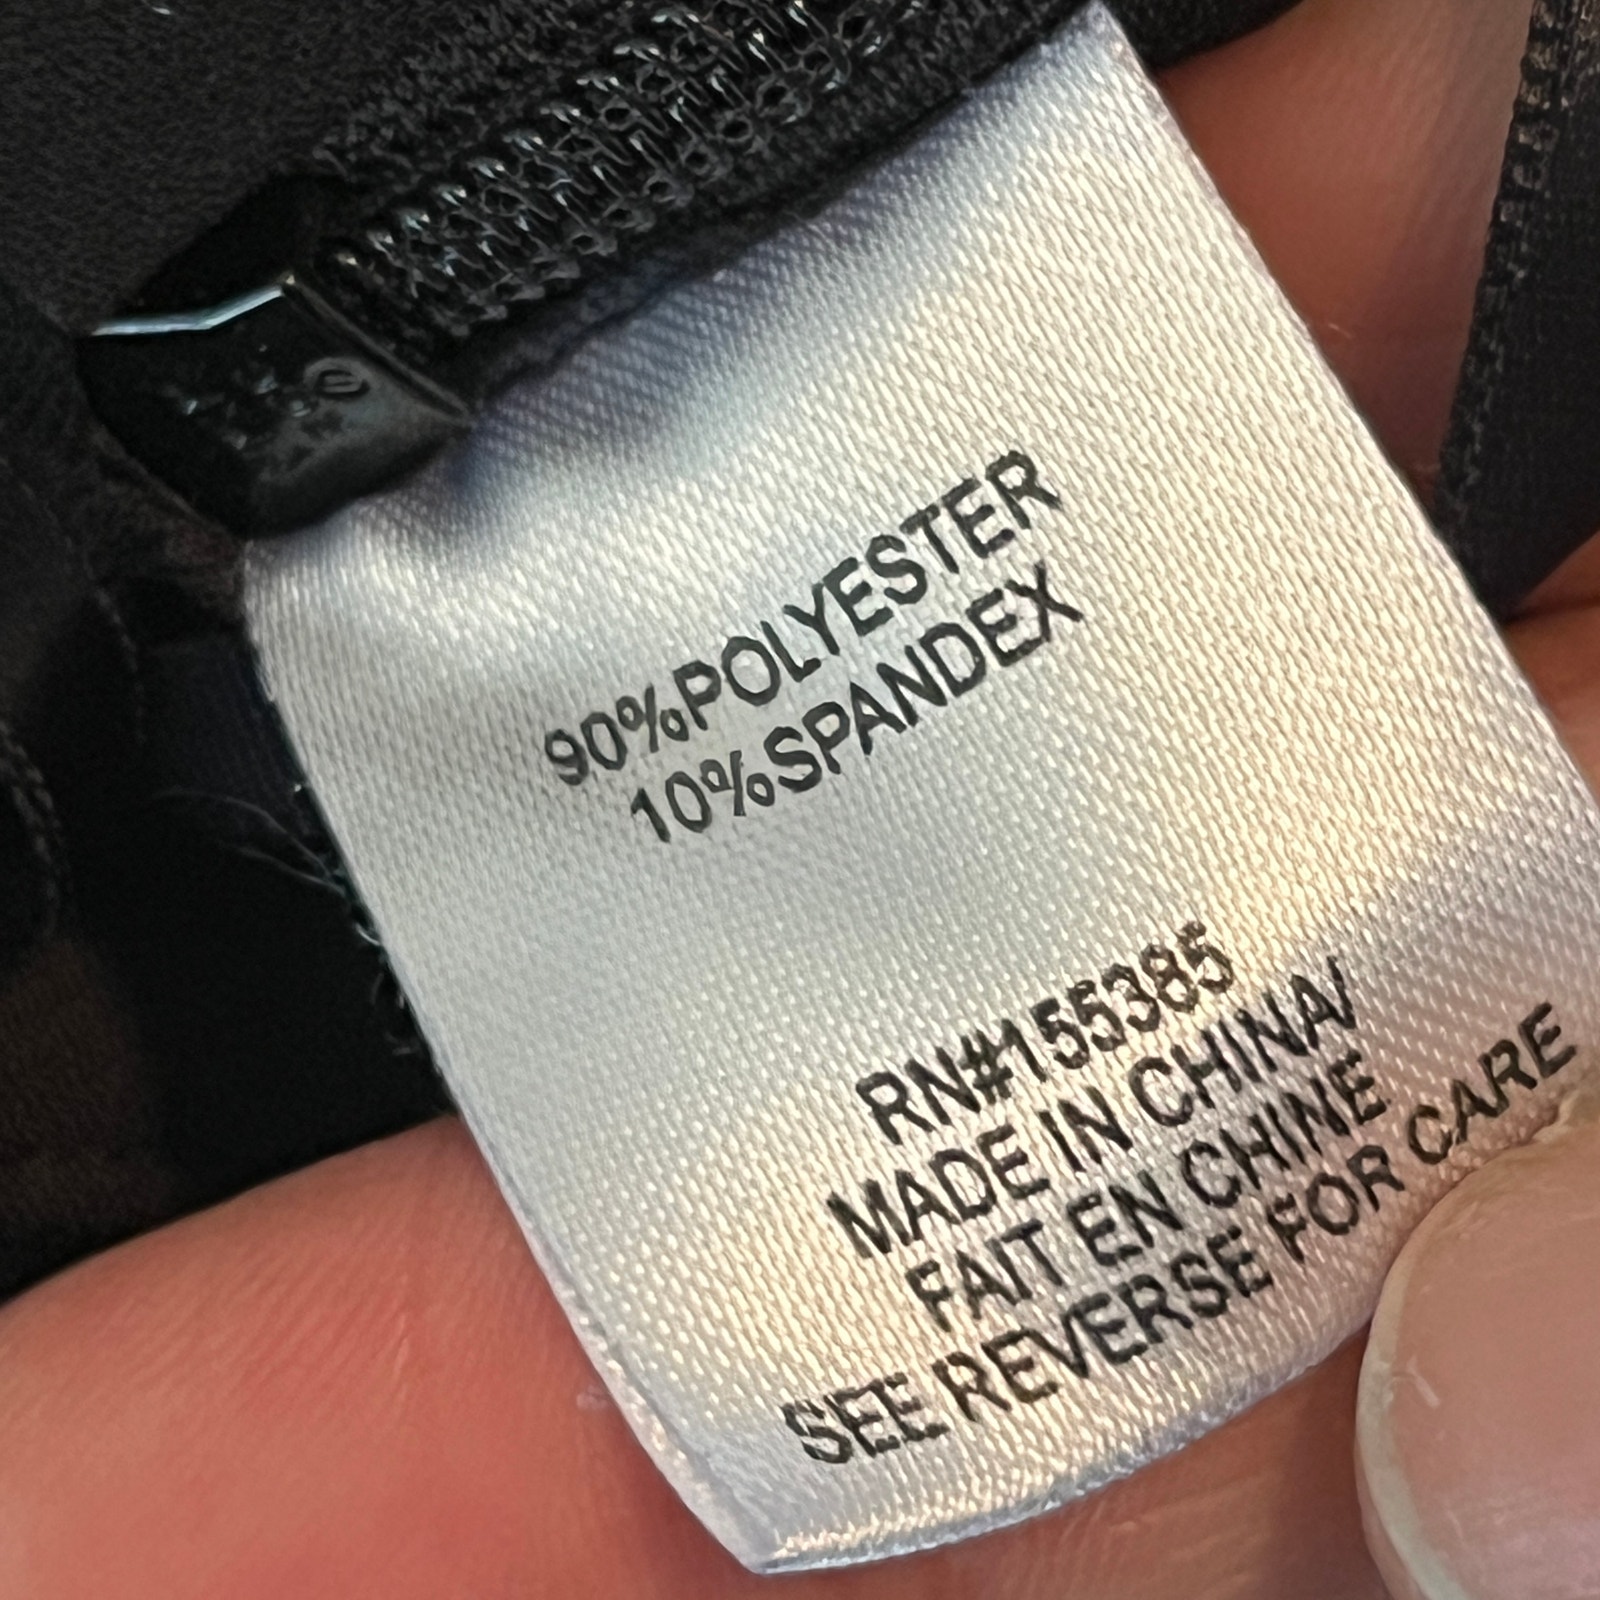 90%POLYESTER
10%SPANDEX
RN#155385
MADE IN CHINA/
FAIT EN CHINE
SEE REVERSE FOR CARE